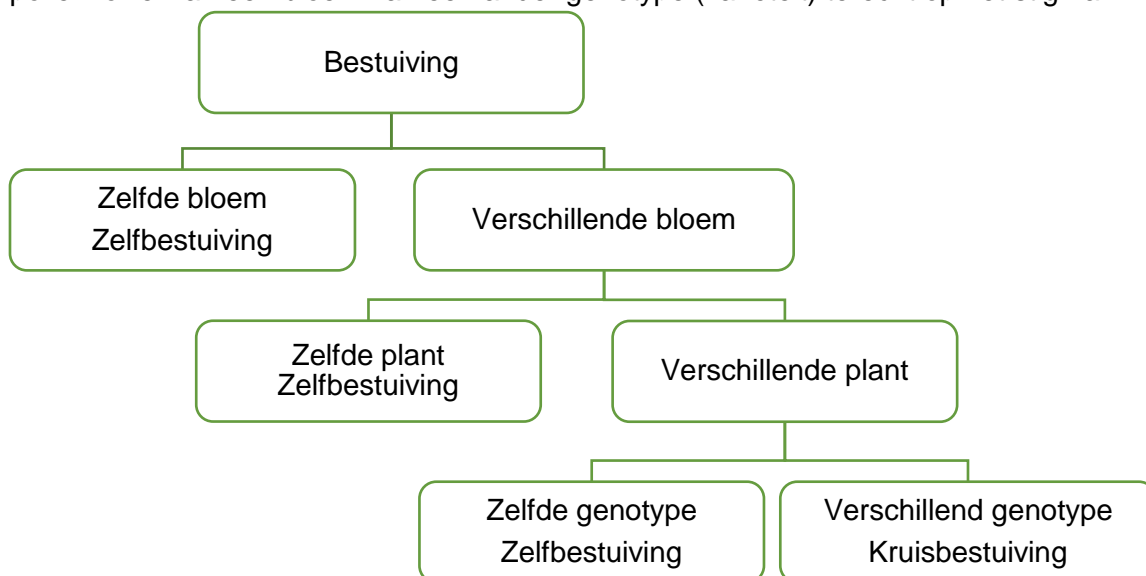 Bestuiving
Zelfde bloem
Zelfbestuiving
Verschillende bloem
Zelfde plant
Zelfbestuiving
Verschillende plant
Zelfde genotype
Zelfbestuiving
Verschillend genotype
Kruisbestuiving